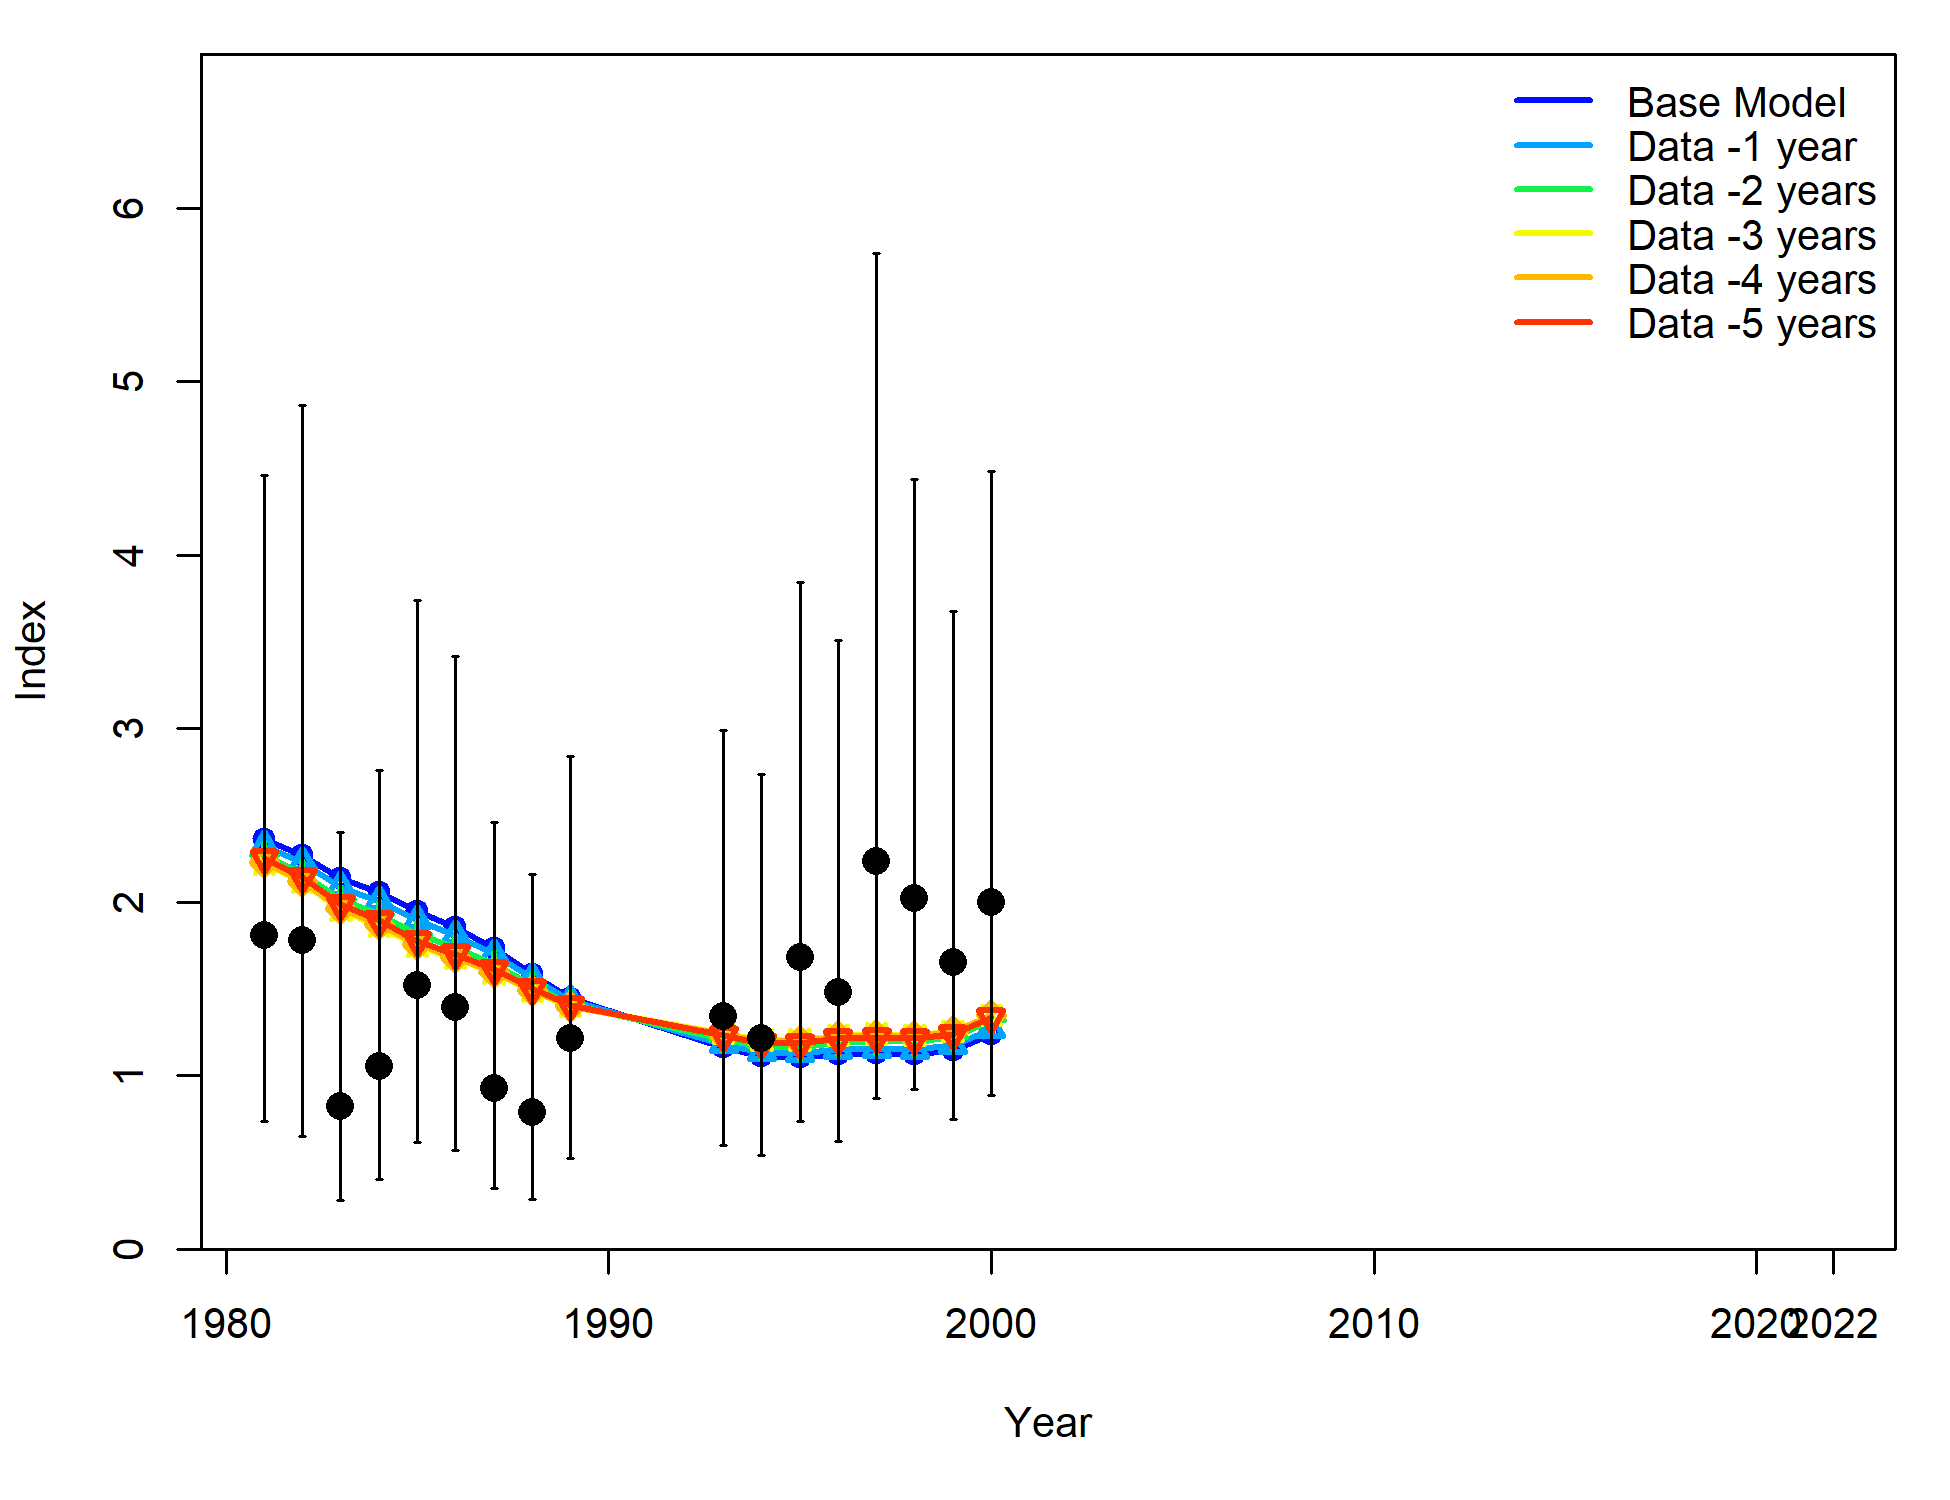 Base Model
Data -1 year
Data -2 years
Data -3 years
Data -4 years
Data -5 years
6
5
4
3
2
1
0
Index
1980 1990 2000 2010 2020 2022
Year